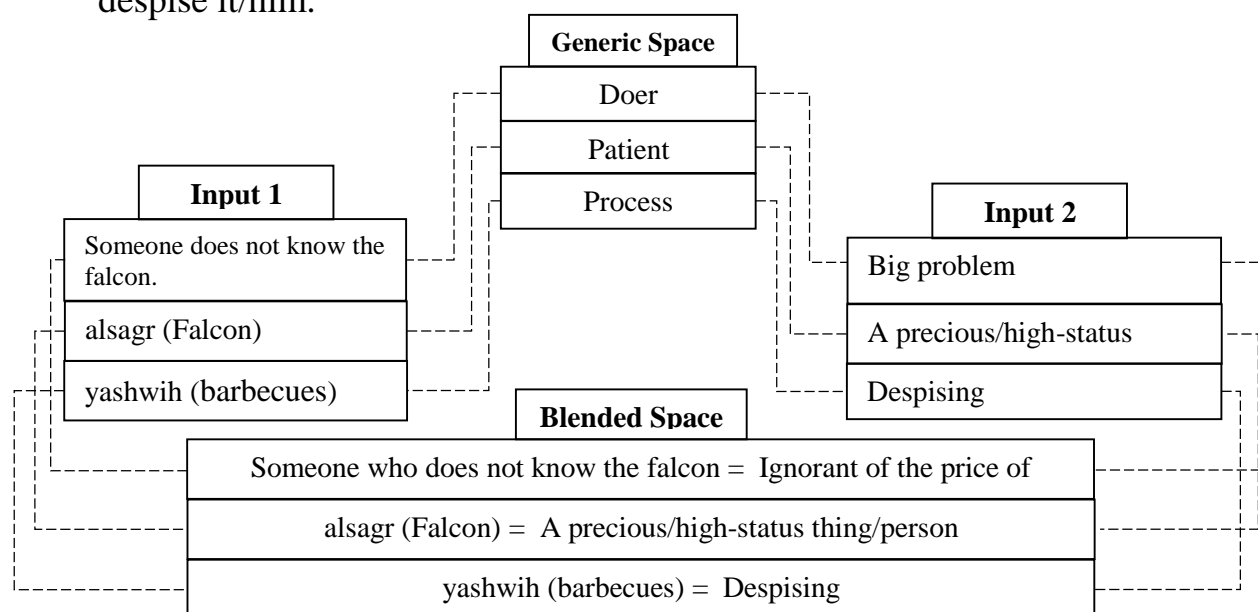 despise it/him.
Generic Space
Doer
Patient
Process
Input 1
Someone does not know the
falcon.
alsagr (Falcon)
yashwih (barbecues)
Input 2
Big problem
A precious/high-status
Despising
Blended Space
Someone who does not know the falcon = Ignorant of the price of
alsagr (Falcon) = A precious/high-status thing/person
yashwih (barbecues) = Despising